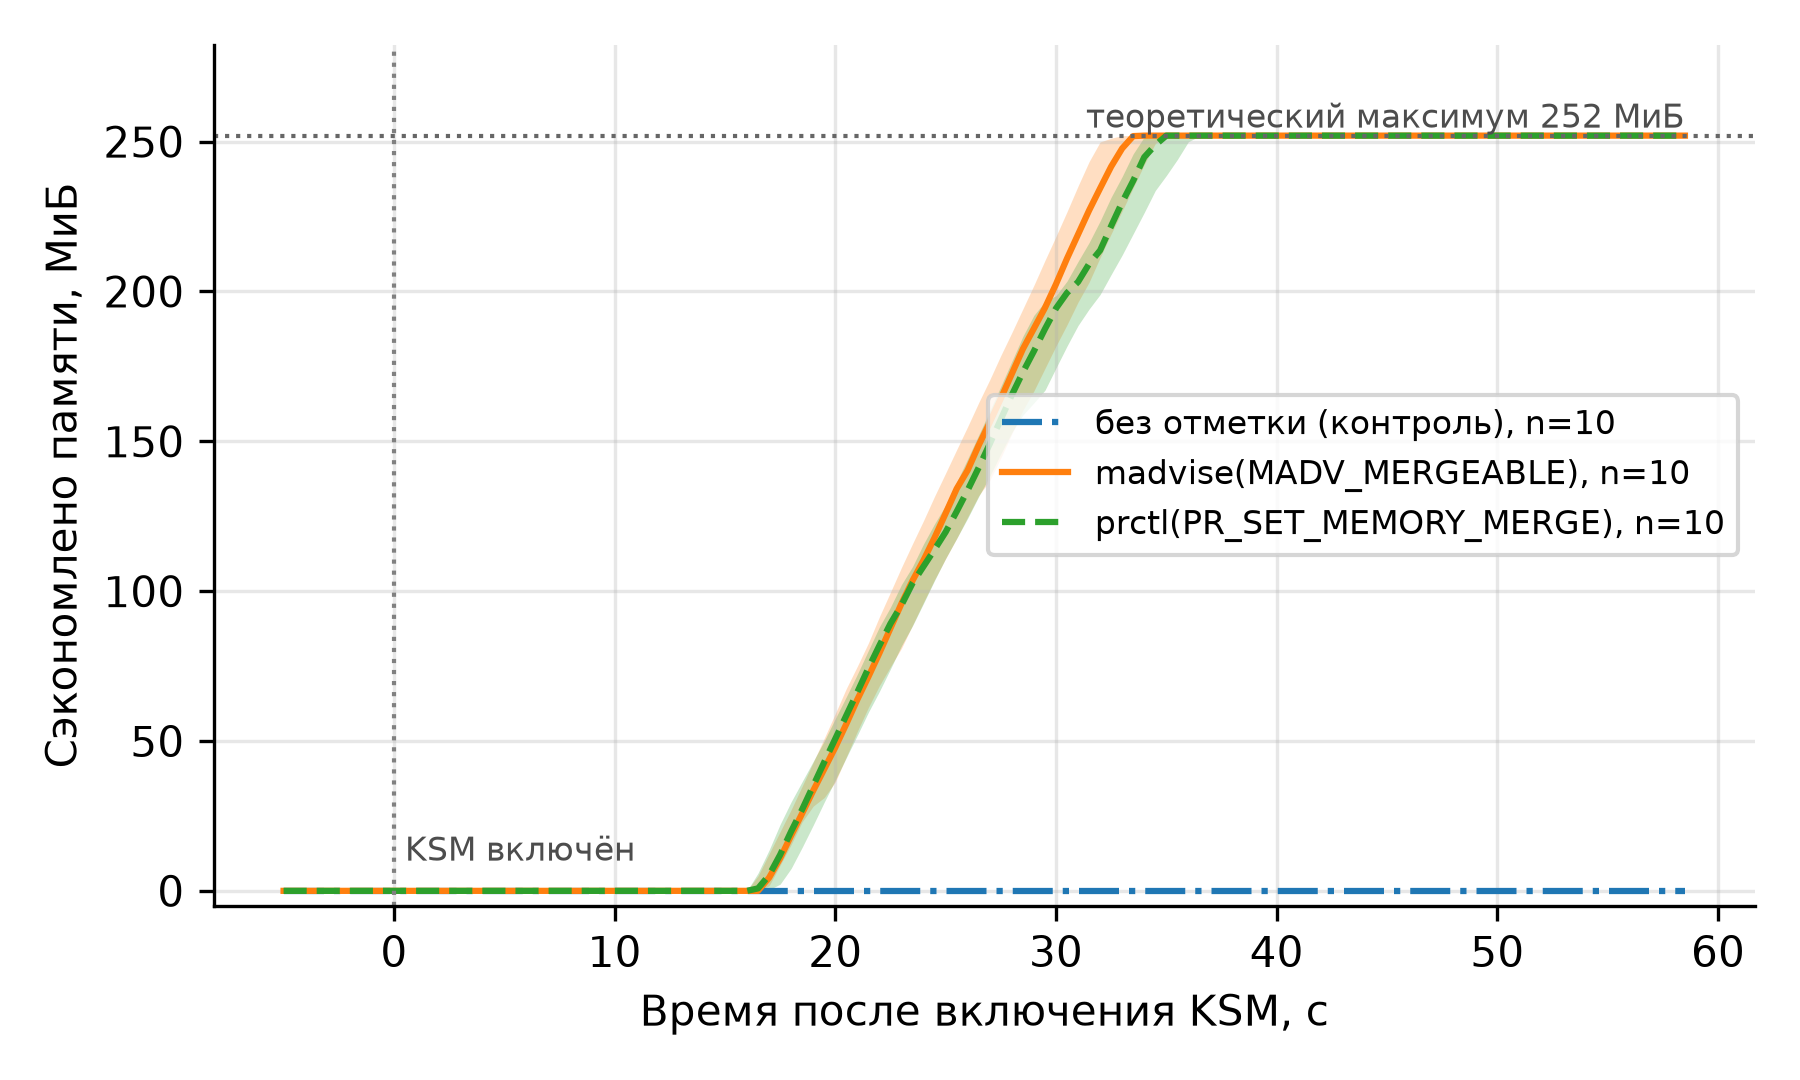 теоретический максимум 252 МиБ
250
200
150
100
50
0
Сэкономлено памяти, МиБ
без отметки (контроль), n=10
madvise(MADV_MERGEABLE), n=10
prctl(PR_SET_MEMORY_MERGE), n=10
KSM включён
0 10 20 30 40 50 60
Время после включения KSM, с